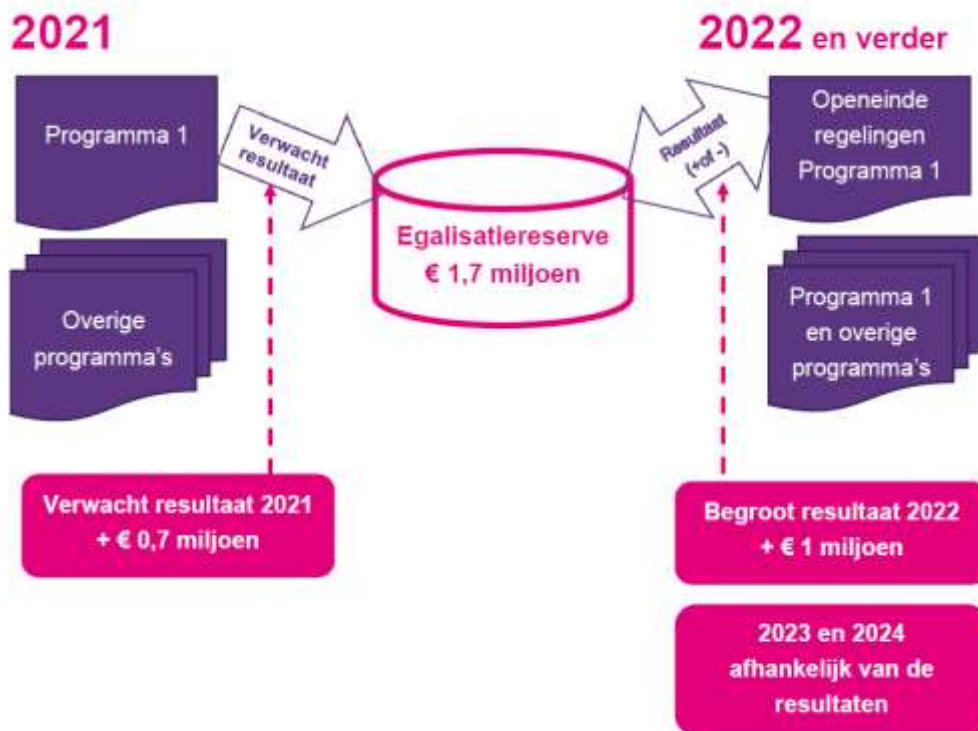 2021
2022 en verder
Programma 1
Verwacht
resultaat
Resultaat
(+of -)
Openeinde
regelingen
Programma 1
Egalisatiereserve
€ 1,7 miljoen
Overige
programma's
Programma 1
en overige
programma's
Verwacht resultaat 2021
+ € 0,7 miljoen
Begroot resultaat 2022
+ € 1 miljoen
2023 en 2024
afhankelijk van de
resultaten